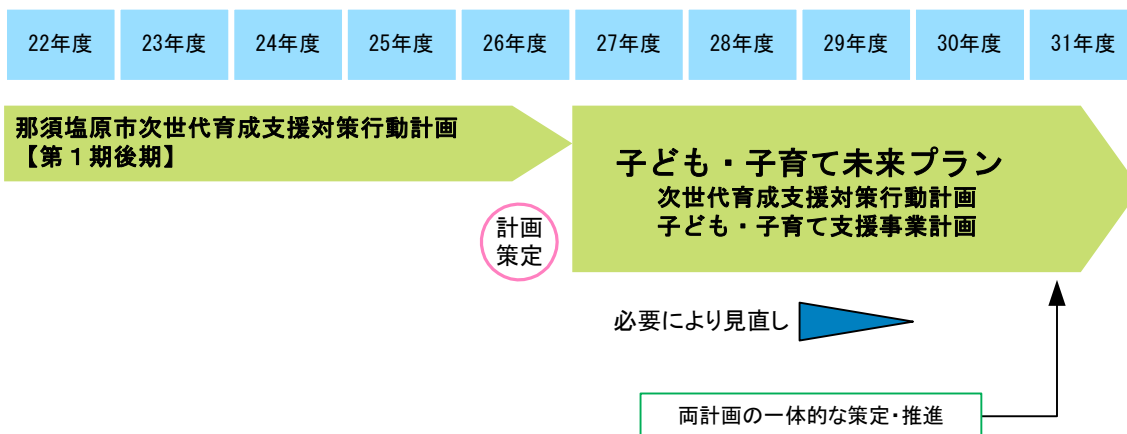 22年度 23年度 24年度 25年度 26年度 27年度 28年度 29年度 30年度 31年度
那須塩原市次世代育成支援対策行動計画
【第1期後期】
子ども・子育て未来プラン
次世代育成支援対策行動計画
子ども・子育て支援事業計画
計画
策定
必要により見直し
両計画の一体的な策定・推進